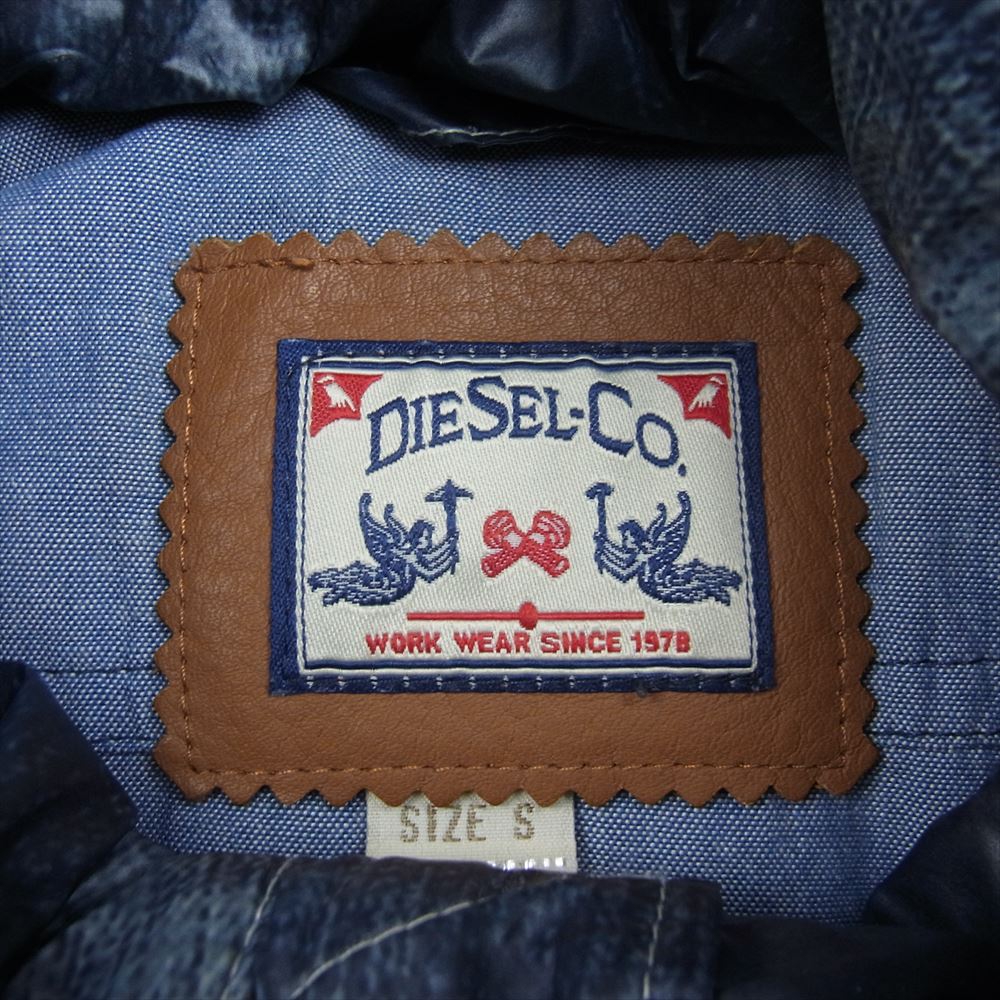 DIESEL-CO.
WORK WEAR SINCE 1978
SIZE S